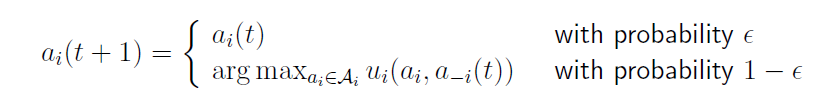 a_i(t + 1) = { a_i(t) with probability ϵ
arg max_{a_i∈𝒜_i} u_i(a_i, a_{−i}(t)) with probability 1 − ϵ